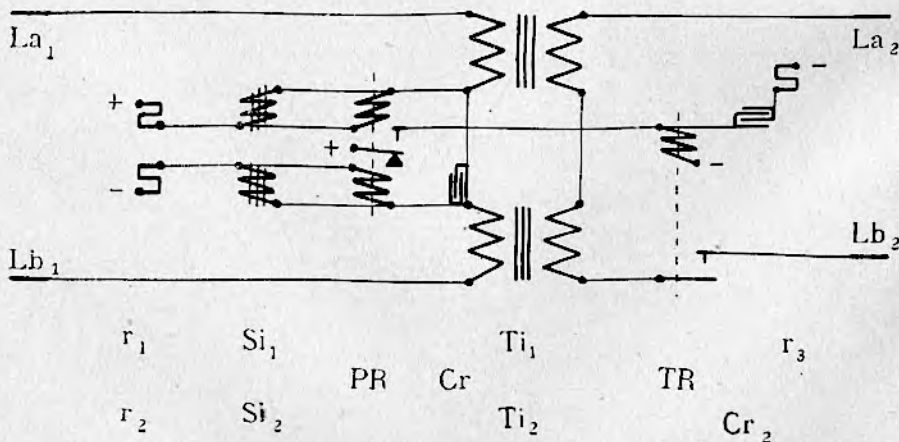 La₁ La₂
+ −
+
− −
Lb₁ Lb₂
r₁ Si₁ Ti₁ r₃
PR Cr TR
r₂ Si₂ Ti₂ Cr₂